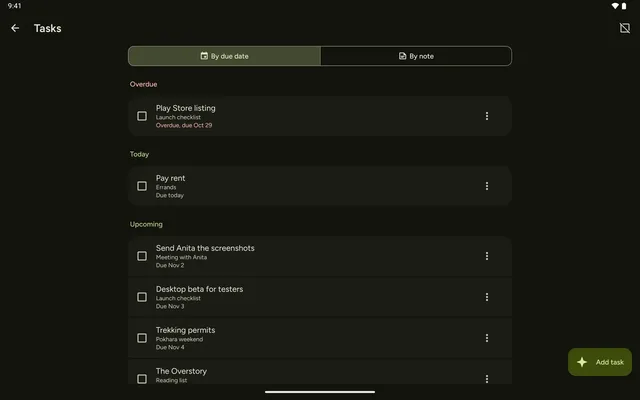 9:41
Tasks
By due date
By note
Overdue
Play Store listing
Launch checklist
Overdue, due Oct 29
Today
Pay rent
Errands
Due today
Upcoming
Send Anita the screenshots
Meeting with Anita
Due Nov 2
Desktop beta for testers
Launch checklist
Due Nov 3
Trekking permits
Pokhara weekend
Due Nov 4
The Overstory
Reading list
Add task